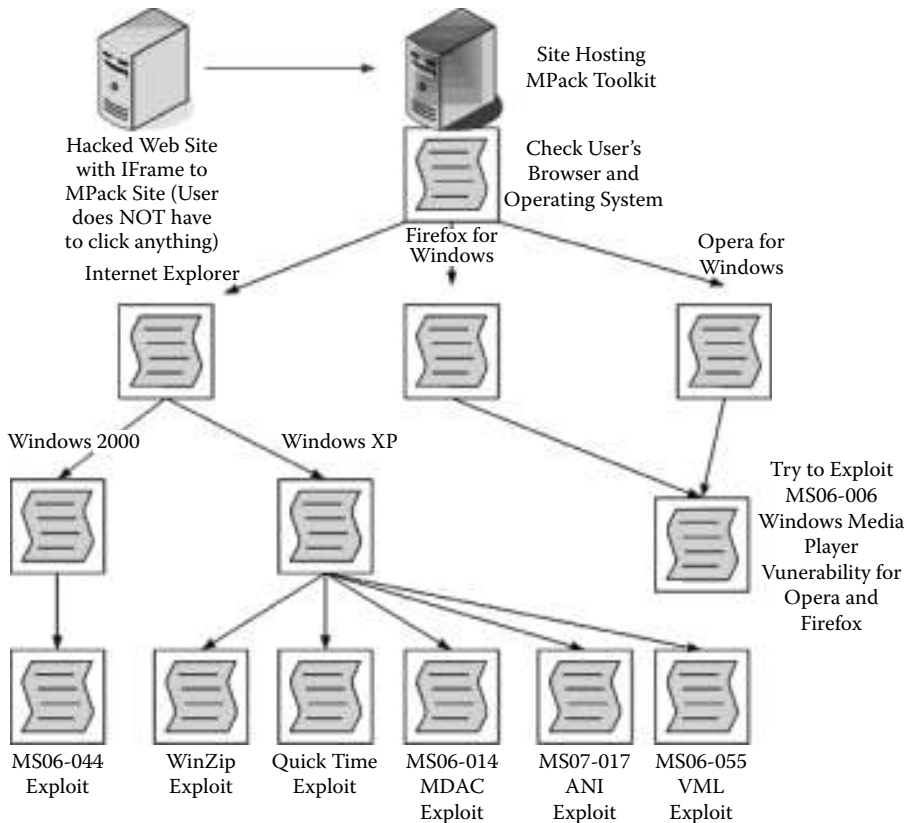 Site Hosting
MPack Toolkit
Hacked Web Site
with IFrame to
MPack Site (User
does NOT have
to click anything)
Check User's
Browser and
Operating System
Internet Explorer
Firefox for
Windows
Opera for
Windows
Windows 2000
Windows XP
Try to Exploit
MS06-006
Windows Media
Player
Vunerability for
Opera and
Firefox
MS06-044
Exploit
WinZip
Exploit
Quick Time
Exploit
MS06-014
MDAC
Exploit
MS07-017
ANI
Exploit
MS06-055
VML
Exploit